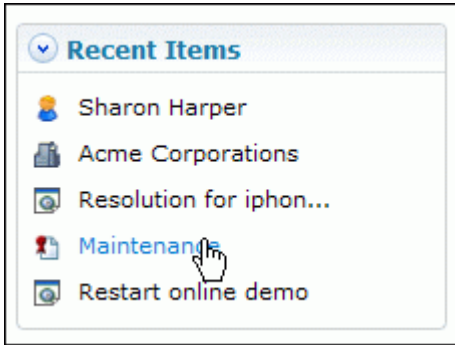 Recent Items
Sharon Harper
Acme Corporations
Resolution for iphon...
Maintenance
Restart online demo